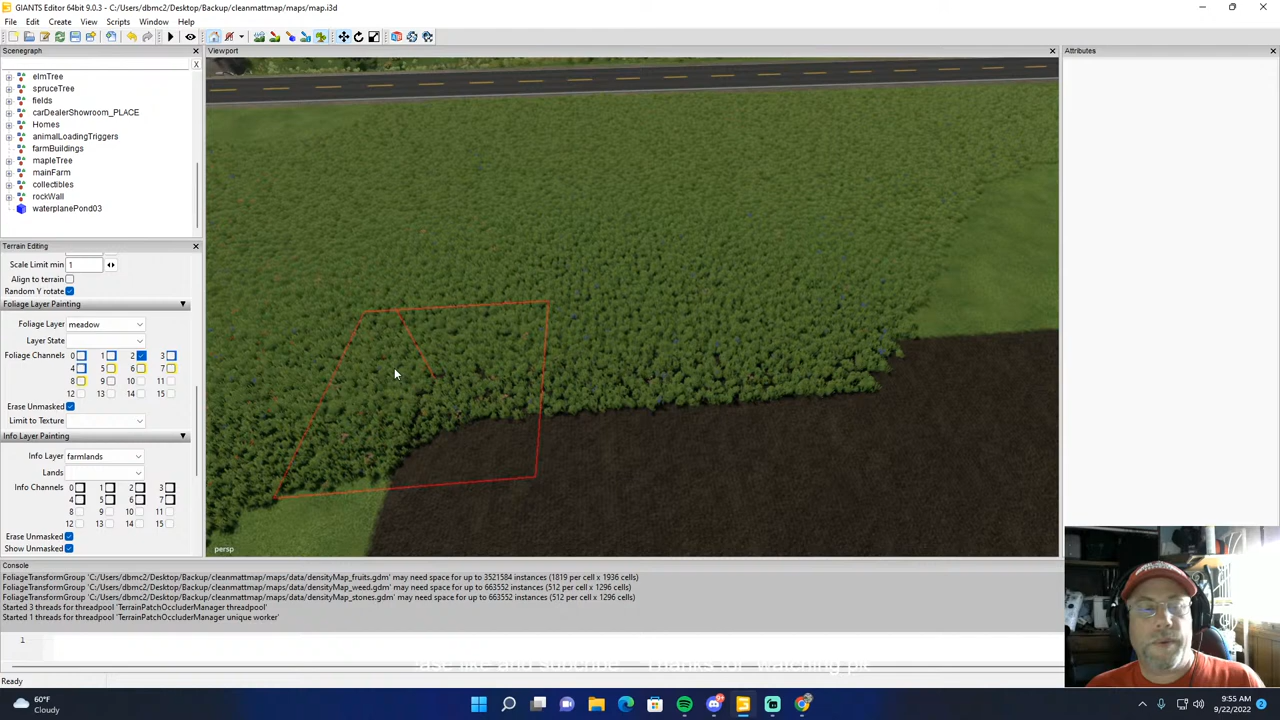 GIANTS Editor 64bit 9.0.3 - C:/Users/dbmc2/Desktop/Backup/cleanmattmap/maps/map.i3d
File Edit Create View Scripts Window Help
Scenegraph
X
elmTree
spruceTree
fields
carDealerShowroom_PLACE
Homes
animalLoadingTriggers
farmBuildings
mapleTree
mainFarm
collectibles
rockWall
waterplanePond03
Terrain Editing
Scale Limit min 1
Align to terrain
Random Y rotate
Foliage Layer Painting
Foliage Layer meadow
Layer State
Foliage Channels 0 1 2 3
4 5 6 7
8 9 10 11
12 13 14 15
Erase Unmasked
Limit to Texture
Info Layer Painting
Info Layer farmlands
Lands
Info Channels 0 1 2 3
4 5 6 7
8 9 10 11
12 13 14 15
Erase Unmasked
Show Unmasked
Viewport
persp
Attributes
Console
FoliageTransformGroup 'C:/Users/dbmc2/Desktop/Backup/cleanmattmap/maps/data/densityMap_fruits.gdm' may need space for up to 3521584 instances (1819 per cell x 1936 cells)
FoliageTransformGroup 'C:/Users/dbmc2/Desktop/Backup/cleanmattmap/maps/data/densityMap_weed.gdm' may need space for up to 663552 instances (512 per cell x 1296 cells)
FoliageTransformGroup 'C:/Users/dbmc2/Desktop/Backup/cleanmattmap/maps/data/densityMap_stones.gdm' may need space for up to 663552 instances (512 per cell x 1296 cells)
Started 3 threads for threadpool 'TerrainPatchOccluderManager threadpool'
Started 1 threads for threadpool 'TerrainPatchOccluderManager unique worker'
1
Ready
60°F
Cloudy
9:55 AM
9/22/2022